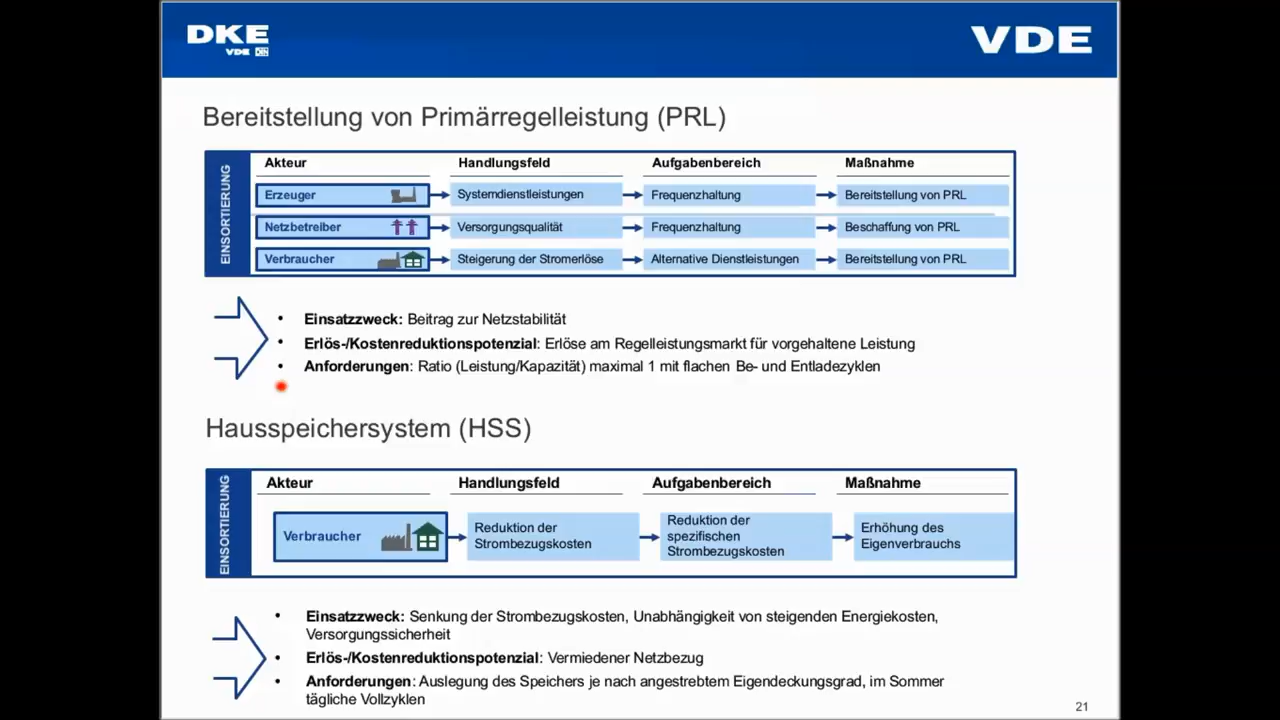 DKE
VDE DIN
VDE
Bereitstellung von Primärregelleistung (PRL)
EINSORTIERUNG
Akteur Handlungsfeld Aufgabenbereich Maßnahme
Erzeuger Systemdienstleistungen Frequenzhaltung Bereitstellung von PRL
Netzbetreiber Versorgungsqualität Frequenzhaltung Beschaffung von PRL
Verbraucher Steigerung der Stromerlöse Alternative Dienstleistungen Bereitstellung von PRL
• Einsatzzweck: Beitrag zur Netzstabilität
• Erlös-/Kostenreduktionspotenzial: Erlöse am Regelleistungsmarkt für vorgehaltene Leistung
• Anforderungen: Ratio (Leistung/Kapazität) maximal 1 mit flachen Be- und Entladezyklen
Hausspeichersystem (HSS)
EINSORTIERUNG
Akteur Handlungsfeld Aufgabenbereich Maßnahme
Verbraucher
Reduktion der
Strombezugskosten
Reduktion der
spezifischen
Strombezugskosten
Erhöhung des
Eigenverbrauchs
• Einsatzzweck: Senkung der Strombezugskosten, Unabhängigkeit von steigenden Energiekosten,
Versorgungssicherheit
• Erlös-/Kostenreduktionspotenzial: Vermiedener Netzbezug
• Anforderungen: Auslegung des Speichers je nach angestrebtem Eigendeckungsgrad, im Sommer
tägliche Vollzyklen
21